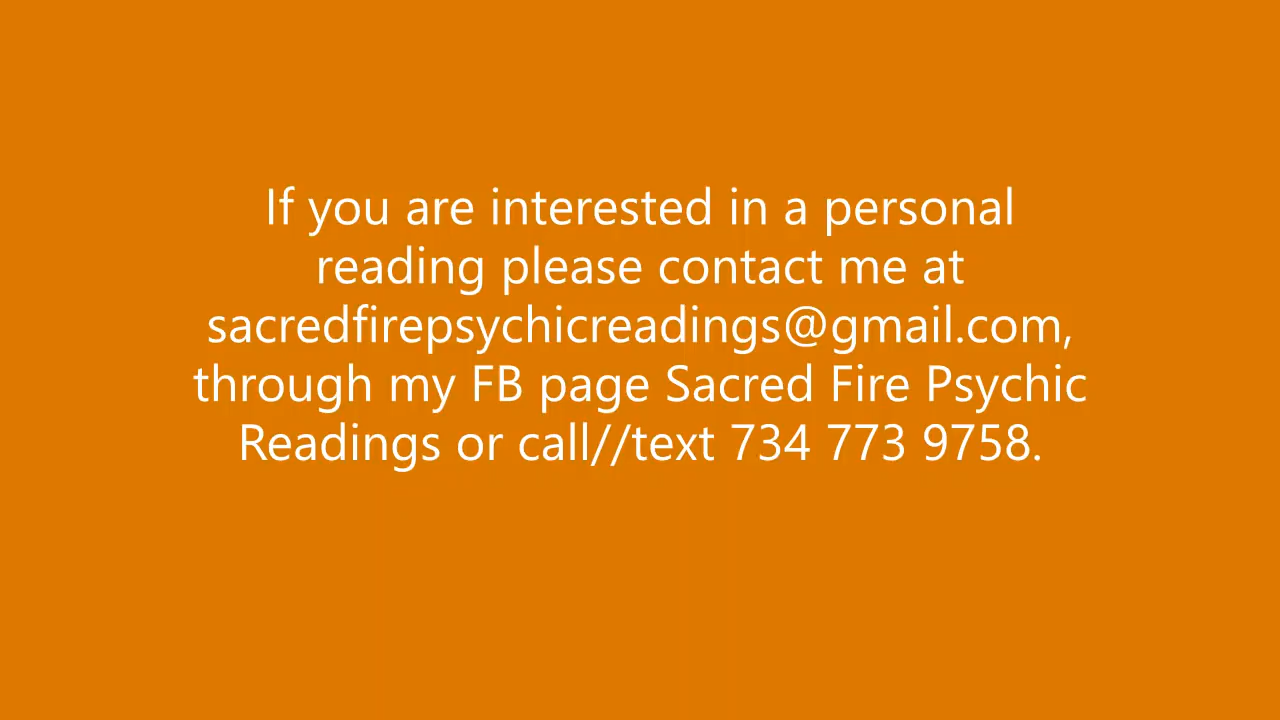 If you are interested in a personal
reading please contact me at
sacredfirepsychicreadings@gmail.com,
through my FB page Sacred Fire Psychic
Readings or call//text 734 773 9758.